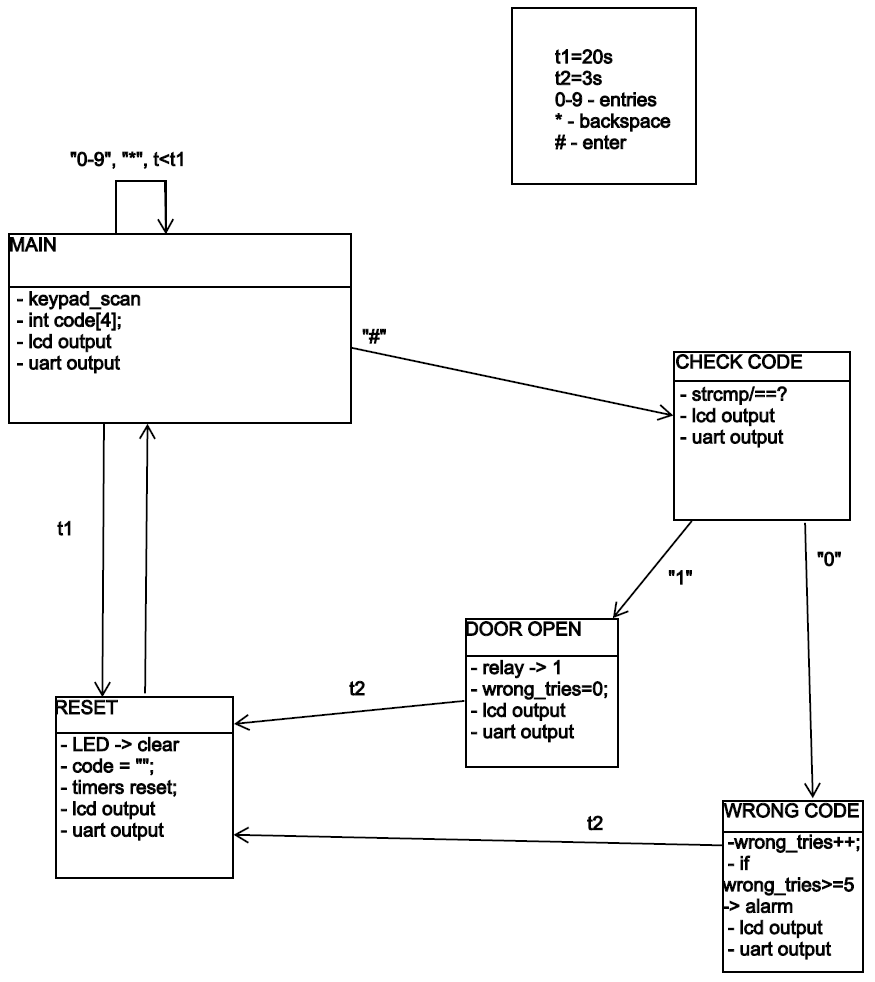 t1=20s
t2=3s
0-9 - entries
* - backspace
# - enter
"0-9", "*", t<t1
MAIN
- keypad_scan
- int code[4];
- lcd output
- uart output
"#"
CHECK CODE
- strcmp/==?
- lcd output
- uart output
t1
"1"
"0"
DOOR OPEN
- relay -> 1
- wrong_tries=0;
- lcd output
- uart output
t2
RESET
- LED -> clear
- code = "";
- timers reset;
- lcd output
- uart output
t2
WRONG CODE
-wrong_tries++;
- if
wrong_tries>=5
-> alarm
- lcd output
- uart output